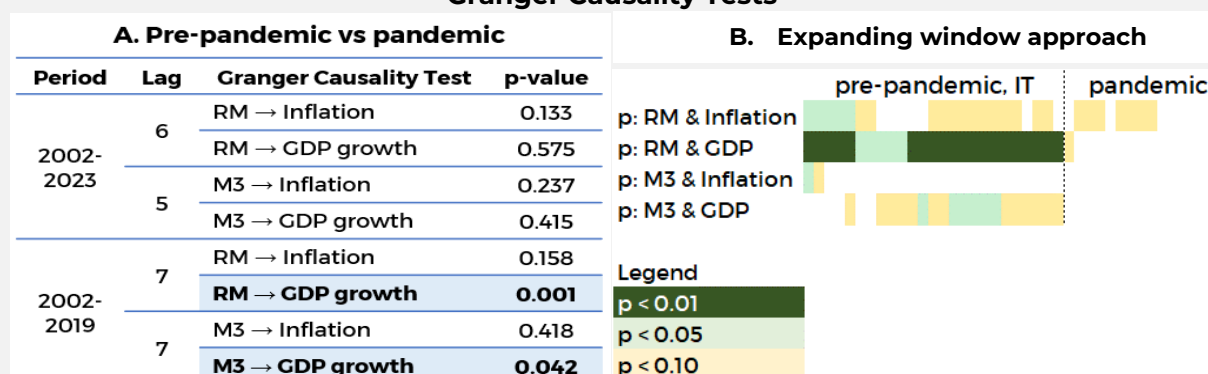 Granger Causality Tests
A. Pre-pandemic vs pandemic
Period Lag Granger Causality Test p-value
2002-2023
6
RM → Inflation 0.133
RM → GDP growth 0.575
5
M3 → Inflation 0.237
M3 → GDP growth 0.415
2002-2019
7
RM → Inflation 0.158
RM → GDP growth 0.001
7
M3 → Inflation 0.418
M3 → GDP growth 0.042
B. Expanding window approach
pre-pandemic, IT pandemic
p: RM & Inflation
p: RM & GDP
p: M3 & Inflation
p: M3 & GDP
Legend
p < 0.01
p < 0.05
p < 0.10